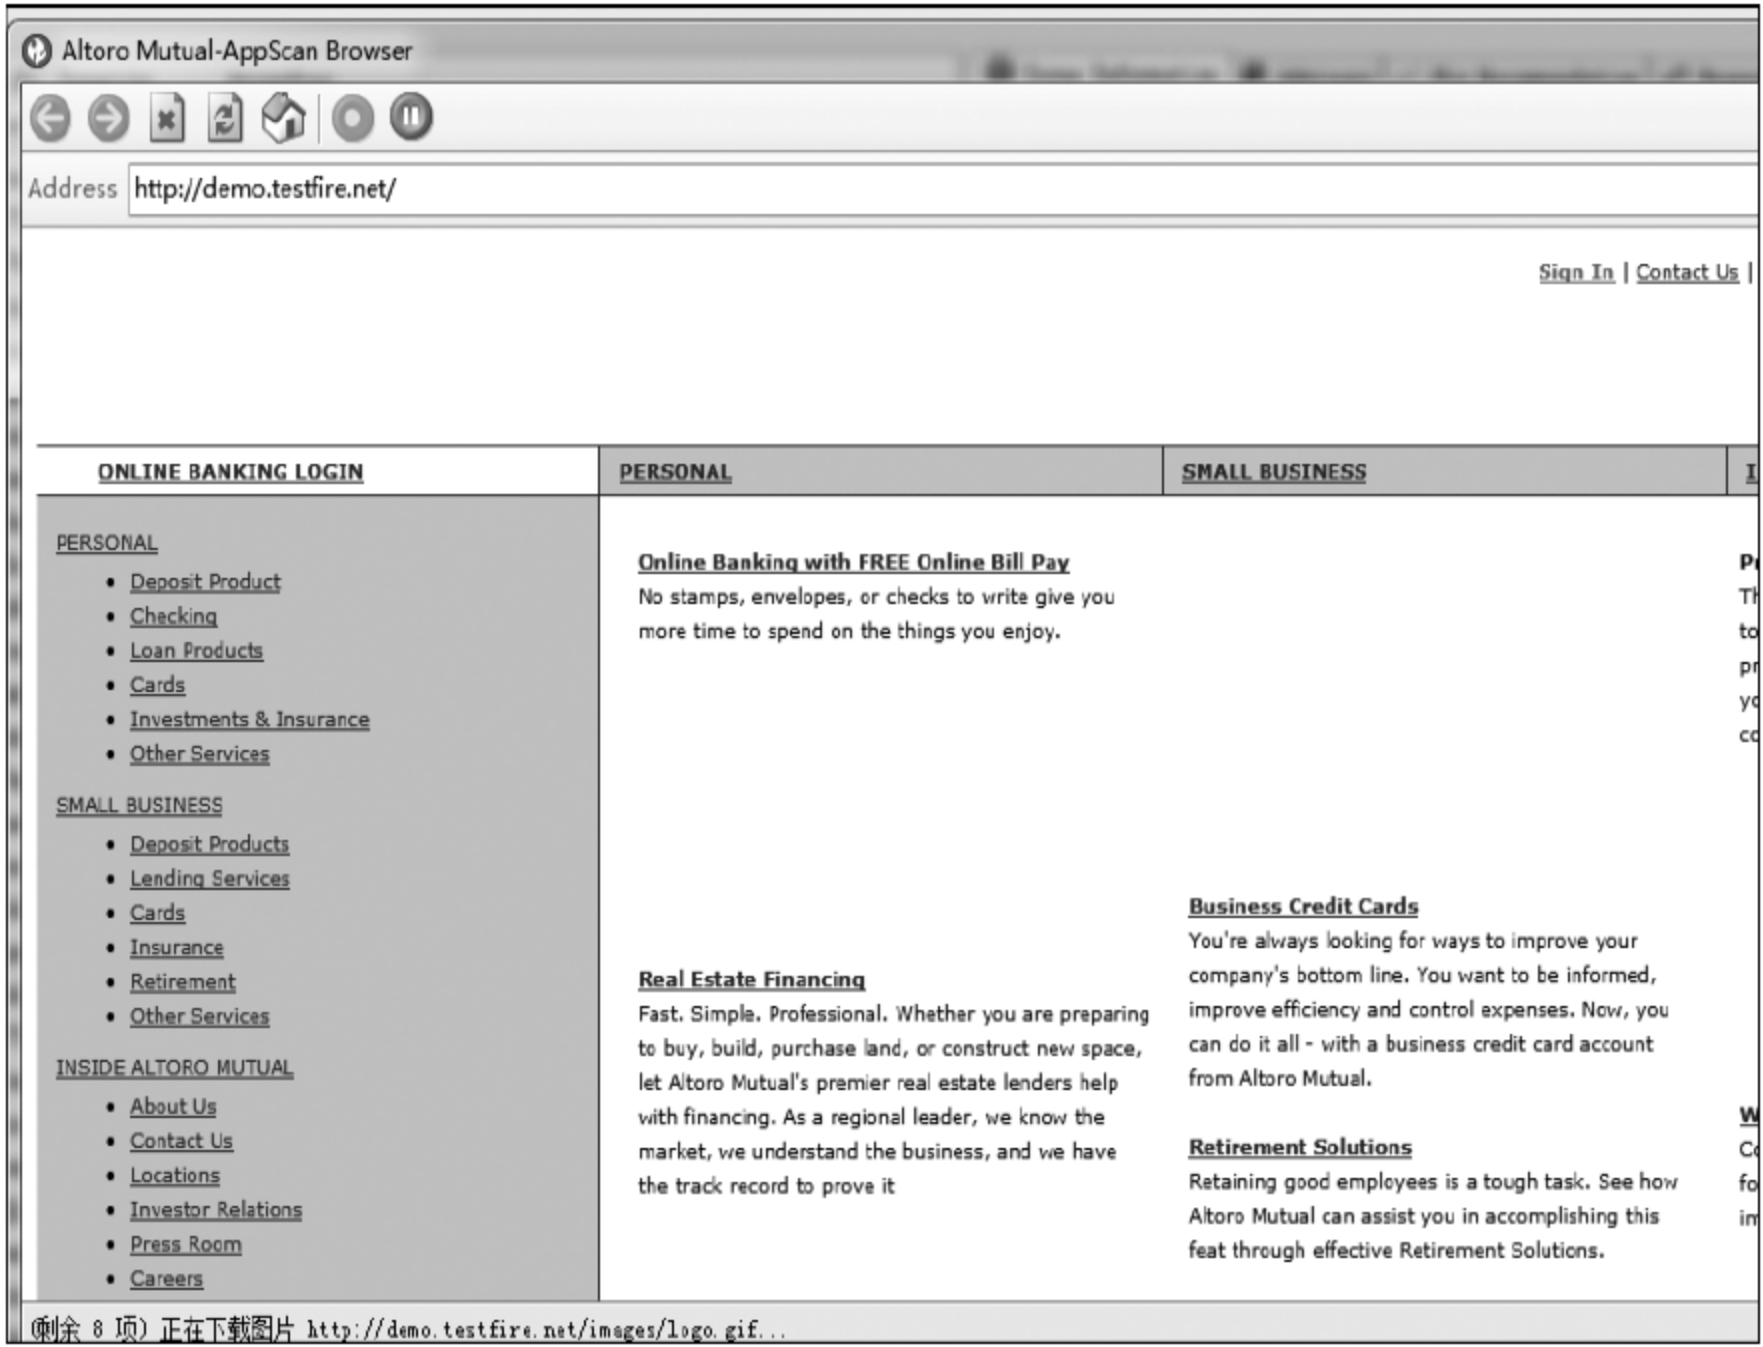 Altoro Mutual-AppScan Browser
Address http://demo.testfire.net/
Sign In | Contact Us |
ONLINE BANKING LOGIN
PERSONAL
SMALL BUSINESS
PERSONAL
• Deposit Product
• Checking
• Loan Products
• Cards
• Investments & Insurance
• Other Services
SMALL BUSINESS
• Deposit Products
• Lending Services
• Cards
• Insurance
• Retirement
• Other Services
INSIDE ALTORO MUTUAL
• About Us
• Contact Us
• Locations
• Investor Relations
• Press Room
• Careers
Online Banking with FREE Online Bill Pay
No stamps, envelopes, or checks to write give you
more time to spend on the things you enjoy.
Real Estate Financing
Fast. Simple. Professional. Whether you are preparing
to buy, build, purchase land, or construct new space,
let Altoro Mutual's premier real estate lenders help
with financing. As a regional leader, we know the
market, we understand the business, and we have
the track record to prove it
Business Credit Cards
You're always looking for ways to improve your
company's bottom line. You want to be informed,
improve efficiency and control expenses. Now, you
can do it all - with a business credit card account
from Altoro Mutual.
Retirement Solutions
Retaining good employees is a tough task. See how
Altoro Mutual can assist you in accomplishing this
feat through effective Retirement Solutions.
(剩余 8 项) 正在下载图片 http://demo.testfire.net/images/logo.gif...